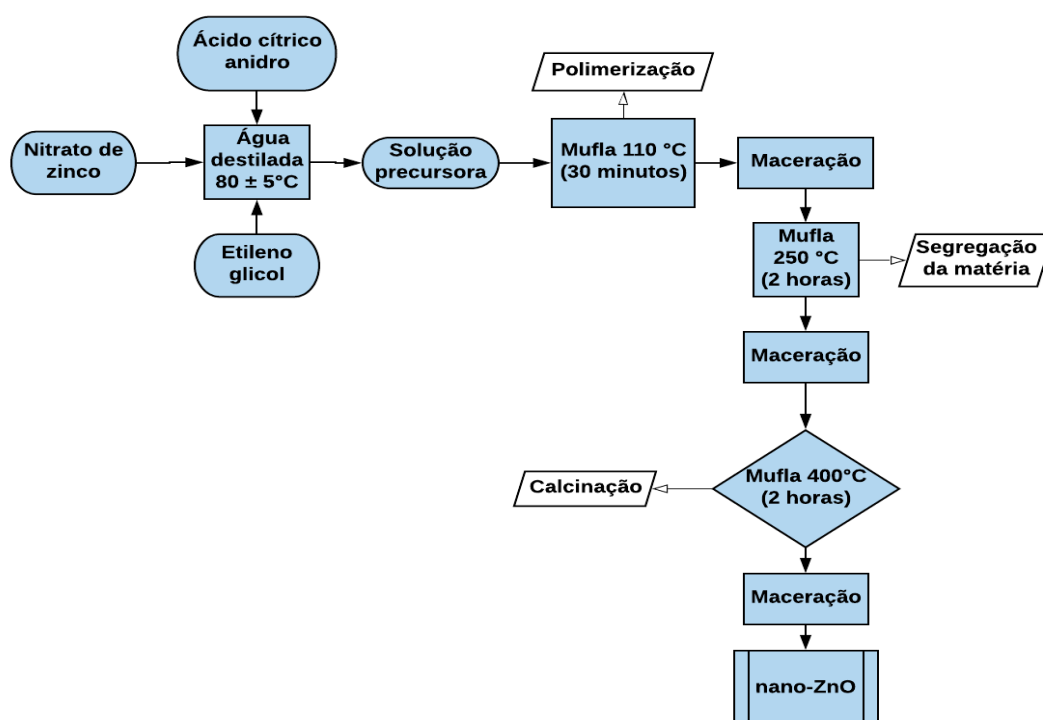 Ácido cítrico
anidro
Nitrato de
zinco
Água
destilada
80 ± 5°C
Etileno
glicol
Solução
precursora
Polimerização
Mufla 110 °C
(30 minutos)
Maceração
Mufla
250 °C
(2 horas)
Segregação
da matéria
Maceração
Mufla 400°C
(2 horas)
Calcinação
Maceração
nano-ZnO